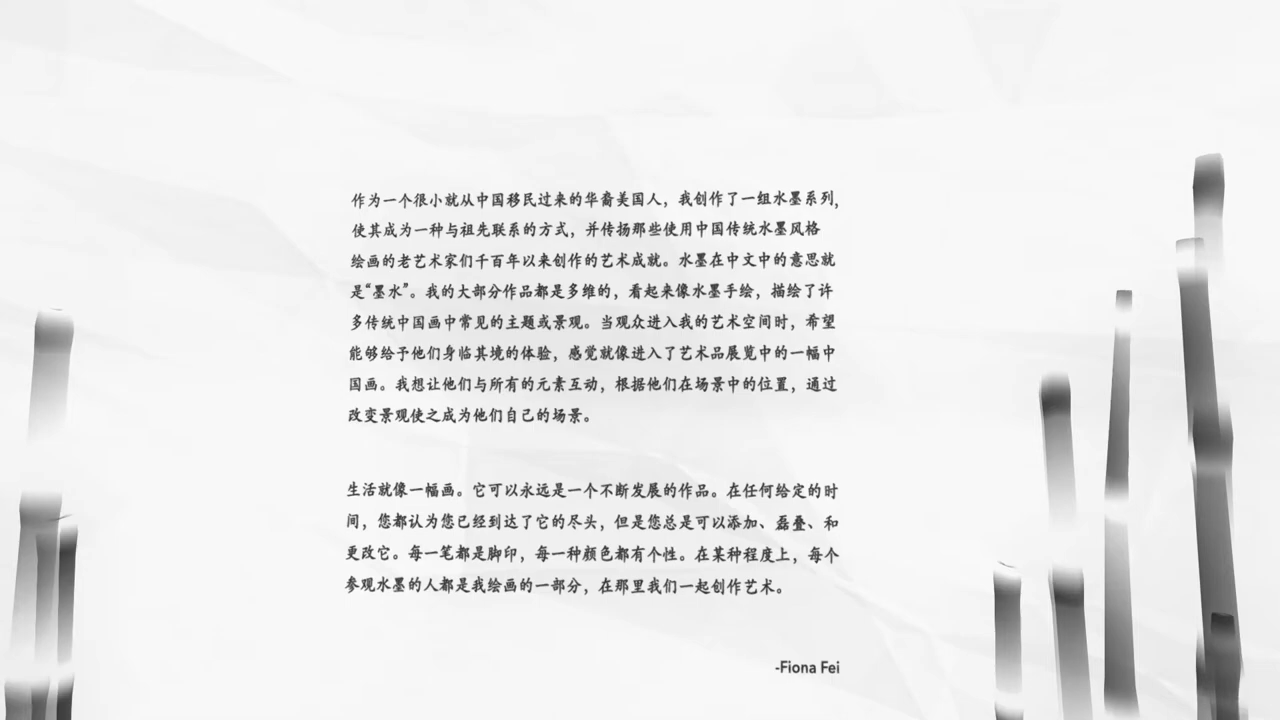 作为一个很小就从中国移民过来的华裔美国人，我创作了一组水墨系列，
使其成为一种与祖先联系的方式，并传扬那些使用中国传统水墨风格
绘画的老艺术家们千百年以来创作的艺术成就。水墨在中文中的意思就
是“墨水”。我的大部分作品都是多维的，看起来像水墨手绘，描绘了许
多传统中国画中常见的主题或景观。当观众进入我的艺术空间时，希望
能够给予他们身临其境的体验，感觉就像进入了艺术品展览中的一幅中
国画。我想让他们与所有的元素互动，根据他们在场景中的位置，通过
改变景观使之成为他们自己的场景。
生活就像一幅画。它可以永远是一个不断发展的作品。在任何给定的时
间，您都认为您已经到达了它的尽头，但是您总是可以添加、磊叠、和
更改它。每一笔都是脚印，每一种颜色都有个性。在某种程度上，每个
参观水墨的人都是我绘画的一部分，在那里我们一起创作艺术。
-Fiona Fei